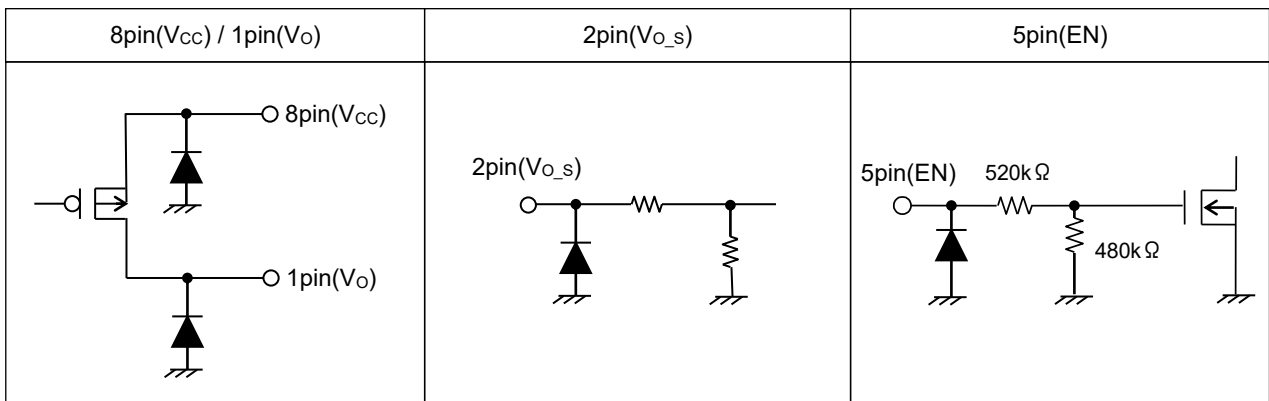 8pin(VCC) / 1pin(VO)
2pin(VO_S)
5pin(EN)
8pin(VCC)
1pin(VO)
2pin(VO_S)
5pin(EN)
520kΩ
480kΩ